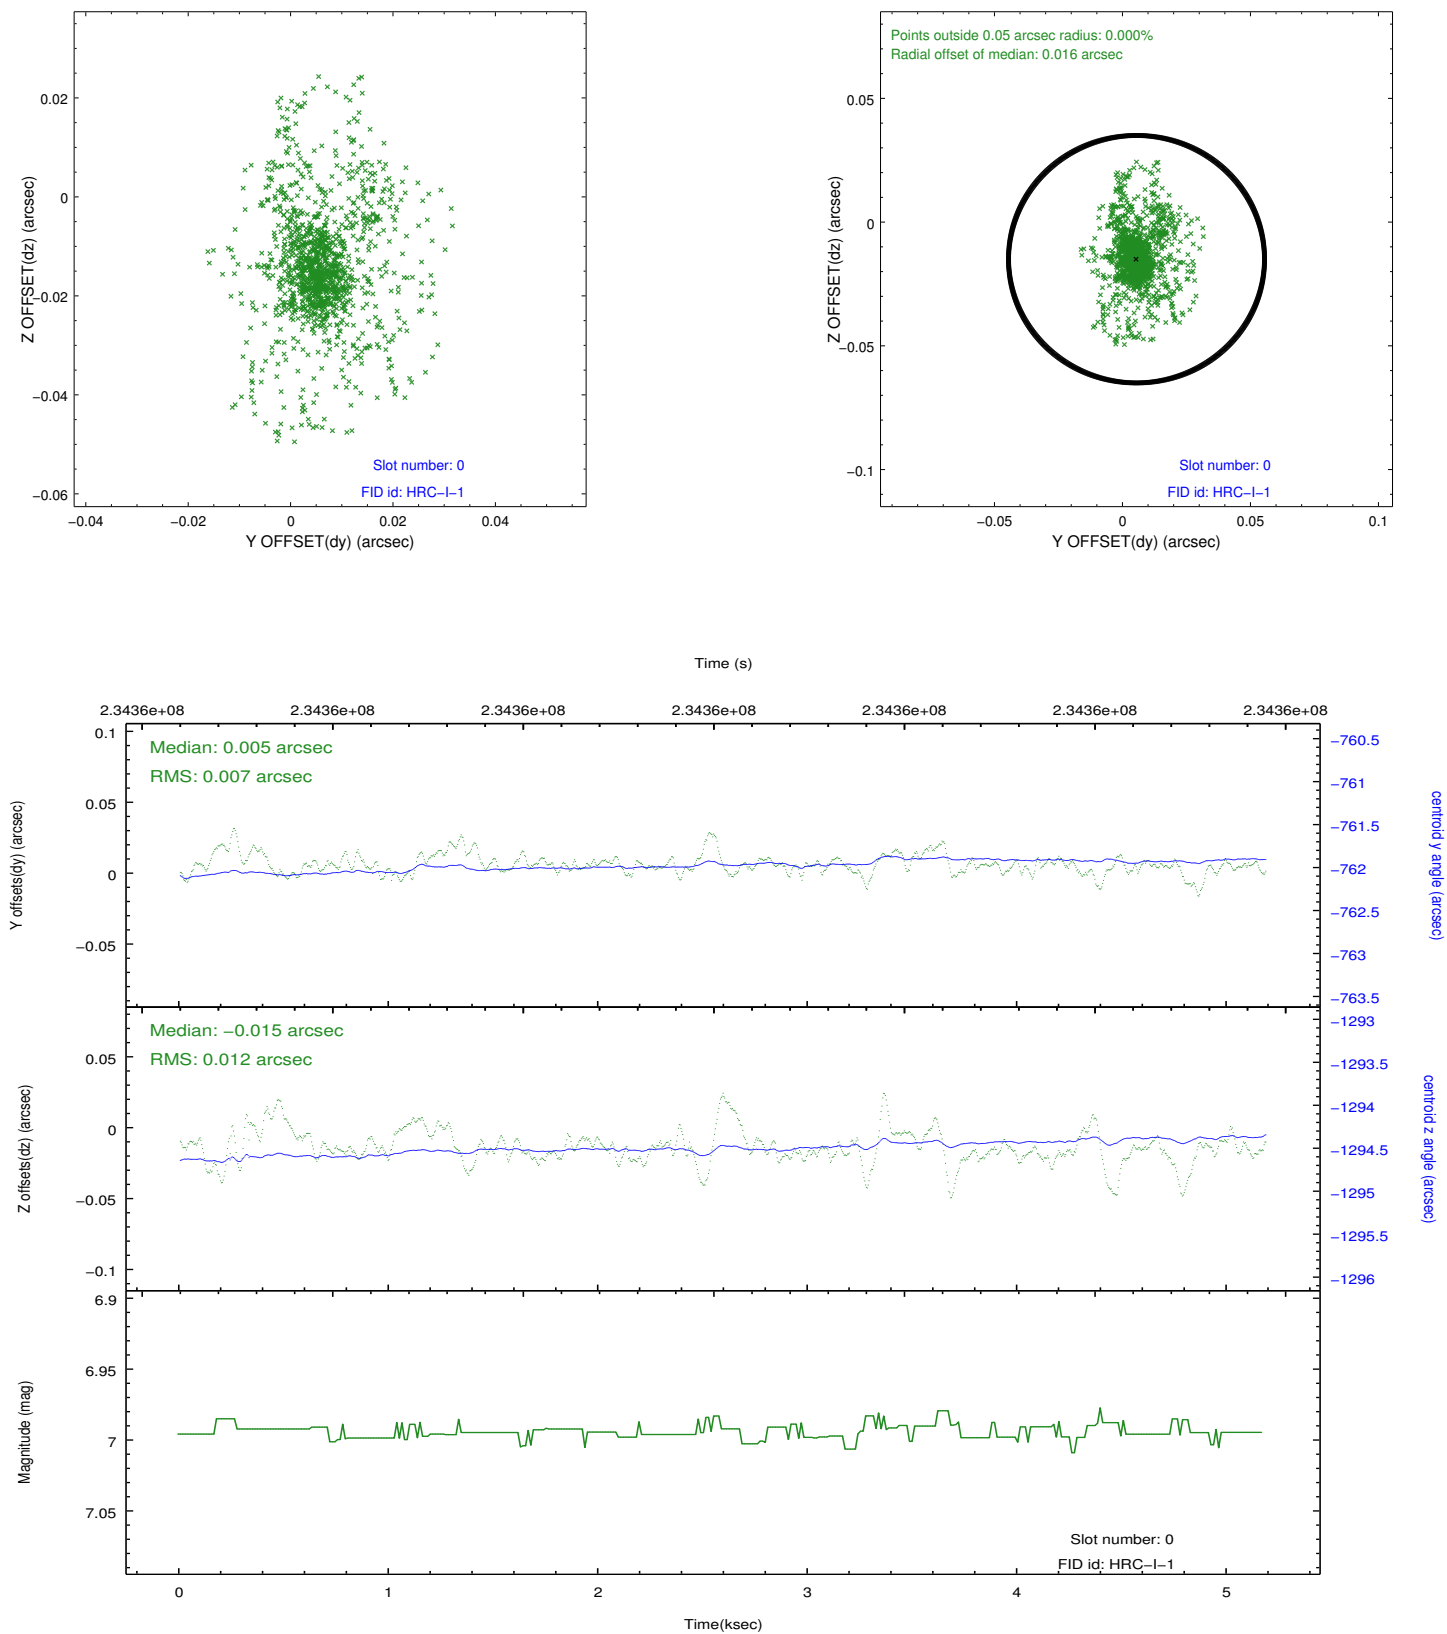 0.02
0
−0.02
−0.04
−0.06
−0.04
−0.02
0
0.02
0.04
Z OFFSET(dz) (arcsec)
Y OFFSET(dy) (arcsec)
Slot number: 0
FID id: HRC−I−1
Points outside 0.05 arcsec radius: 0.000%
Radial offset of median: 0.016 arcsec
0.05
0
−0.05
−0.1
−0.05
0
0.05
0.1
Z OFFSET(dz) (arcsec)
Y OFFSET(dy) (arcsec)
Slot number: 0
FID id: HRC−I−1
Time (s)
2.3436e+08
2.3436e+08
2.3436e+08
2.3436e+08
2.3436e+08
2.3436e+08
2.3436e+08
Median: 0.005 arcsec
RMS: 0.007 arcsec
0.1
0.05
0
−0.05
Y offsets(dy) (arcsec)
−760.5
−761
−761.5
−762
−762.5
−763
−763.5
centroid y angle (arcsec)
Median: −0.015 arcsec
RMS: 0.012 arcsec
0.05
0
−0.05
−0.1
Z offsets(dz) (arcsec)
−1293
−1293.5
−1294
−1294.5
−1295
−1295.5
−1296
centroid z angle (arcsec)
6.9
6.95
7
7.05
Magnitude (mag)
Slot number: 0
FID id: HRC−I−1
0
1
2
3
4
5
Time(ksec)